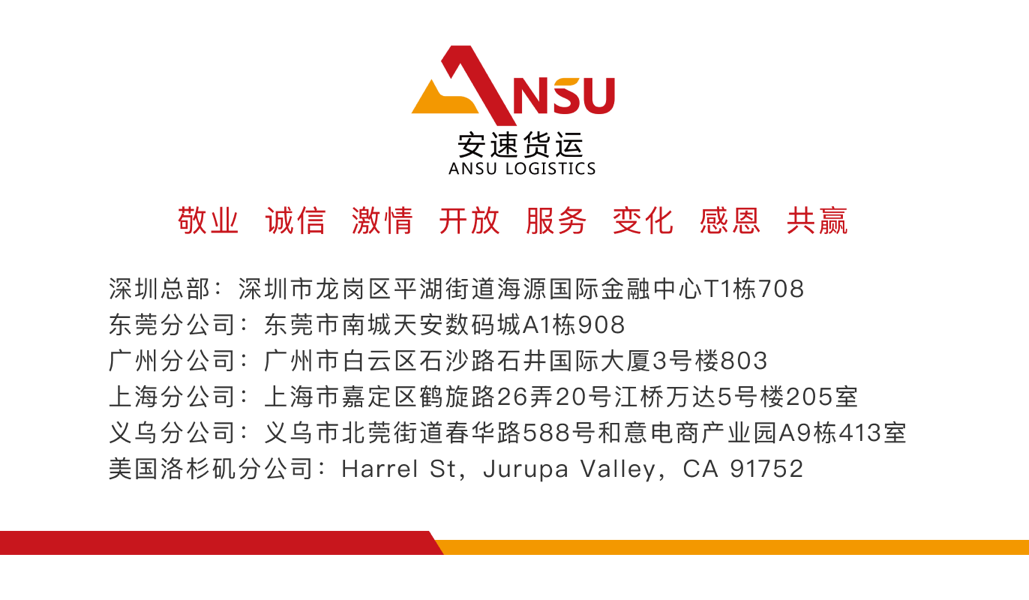 ANSU
安速货运
ANSU LOGISTICS
敬业 诚信 激情 开放 服务 变化 感恩 共赢
深圳总部：深圳市龙岗区平湖街道海源国际金融中心T1栋708
东莞分公司：东莞市南城天安数码城A1栋908
广州分公司：广州市白云区石沙路石井国际大厦3号楼803
上海分公司：上海市嘉定区鹤旋路26弄20号江桥万达5号楼205室
义乌分公司：义乌市北莞街道春华路588号和意电商产业园A9栋413室
美国洛杉矶分公司：Harrel St，Jurupa Valley，CA 91752